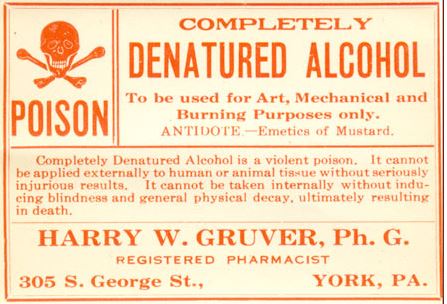 COMPLETELY
DENATURED ALCOHOL
POISON
To be used for Art, Mechanical and
Burning Purposes only.
ANTIDOTE.—Emetics of Mustard.
Completely Denatured Alcohol is a violent poison. It cannot
be applied externally to human or animal tissue without seriously
injurious results. It cannot be taken internally without indu-
cing blindness and general physical decay, ultimately resulting
in death.
HARRY W. GRUVER, Ph. G.
REGISTERED PHARMACIST
305 S. George St., YORK, PA.